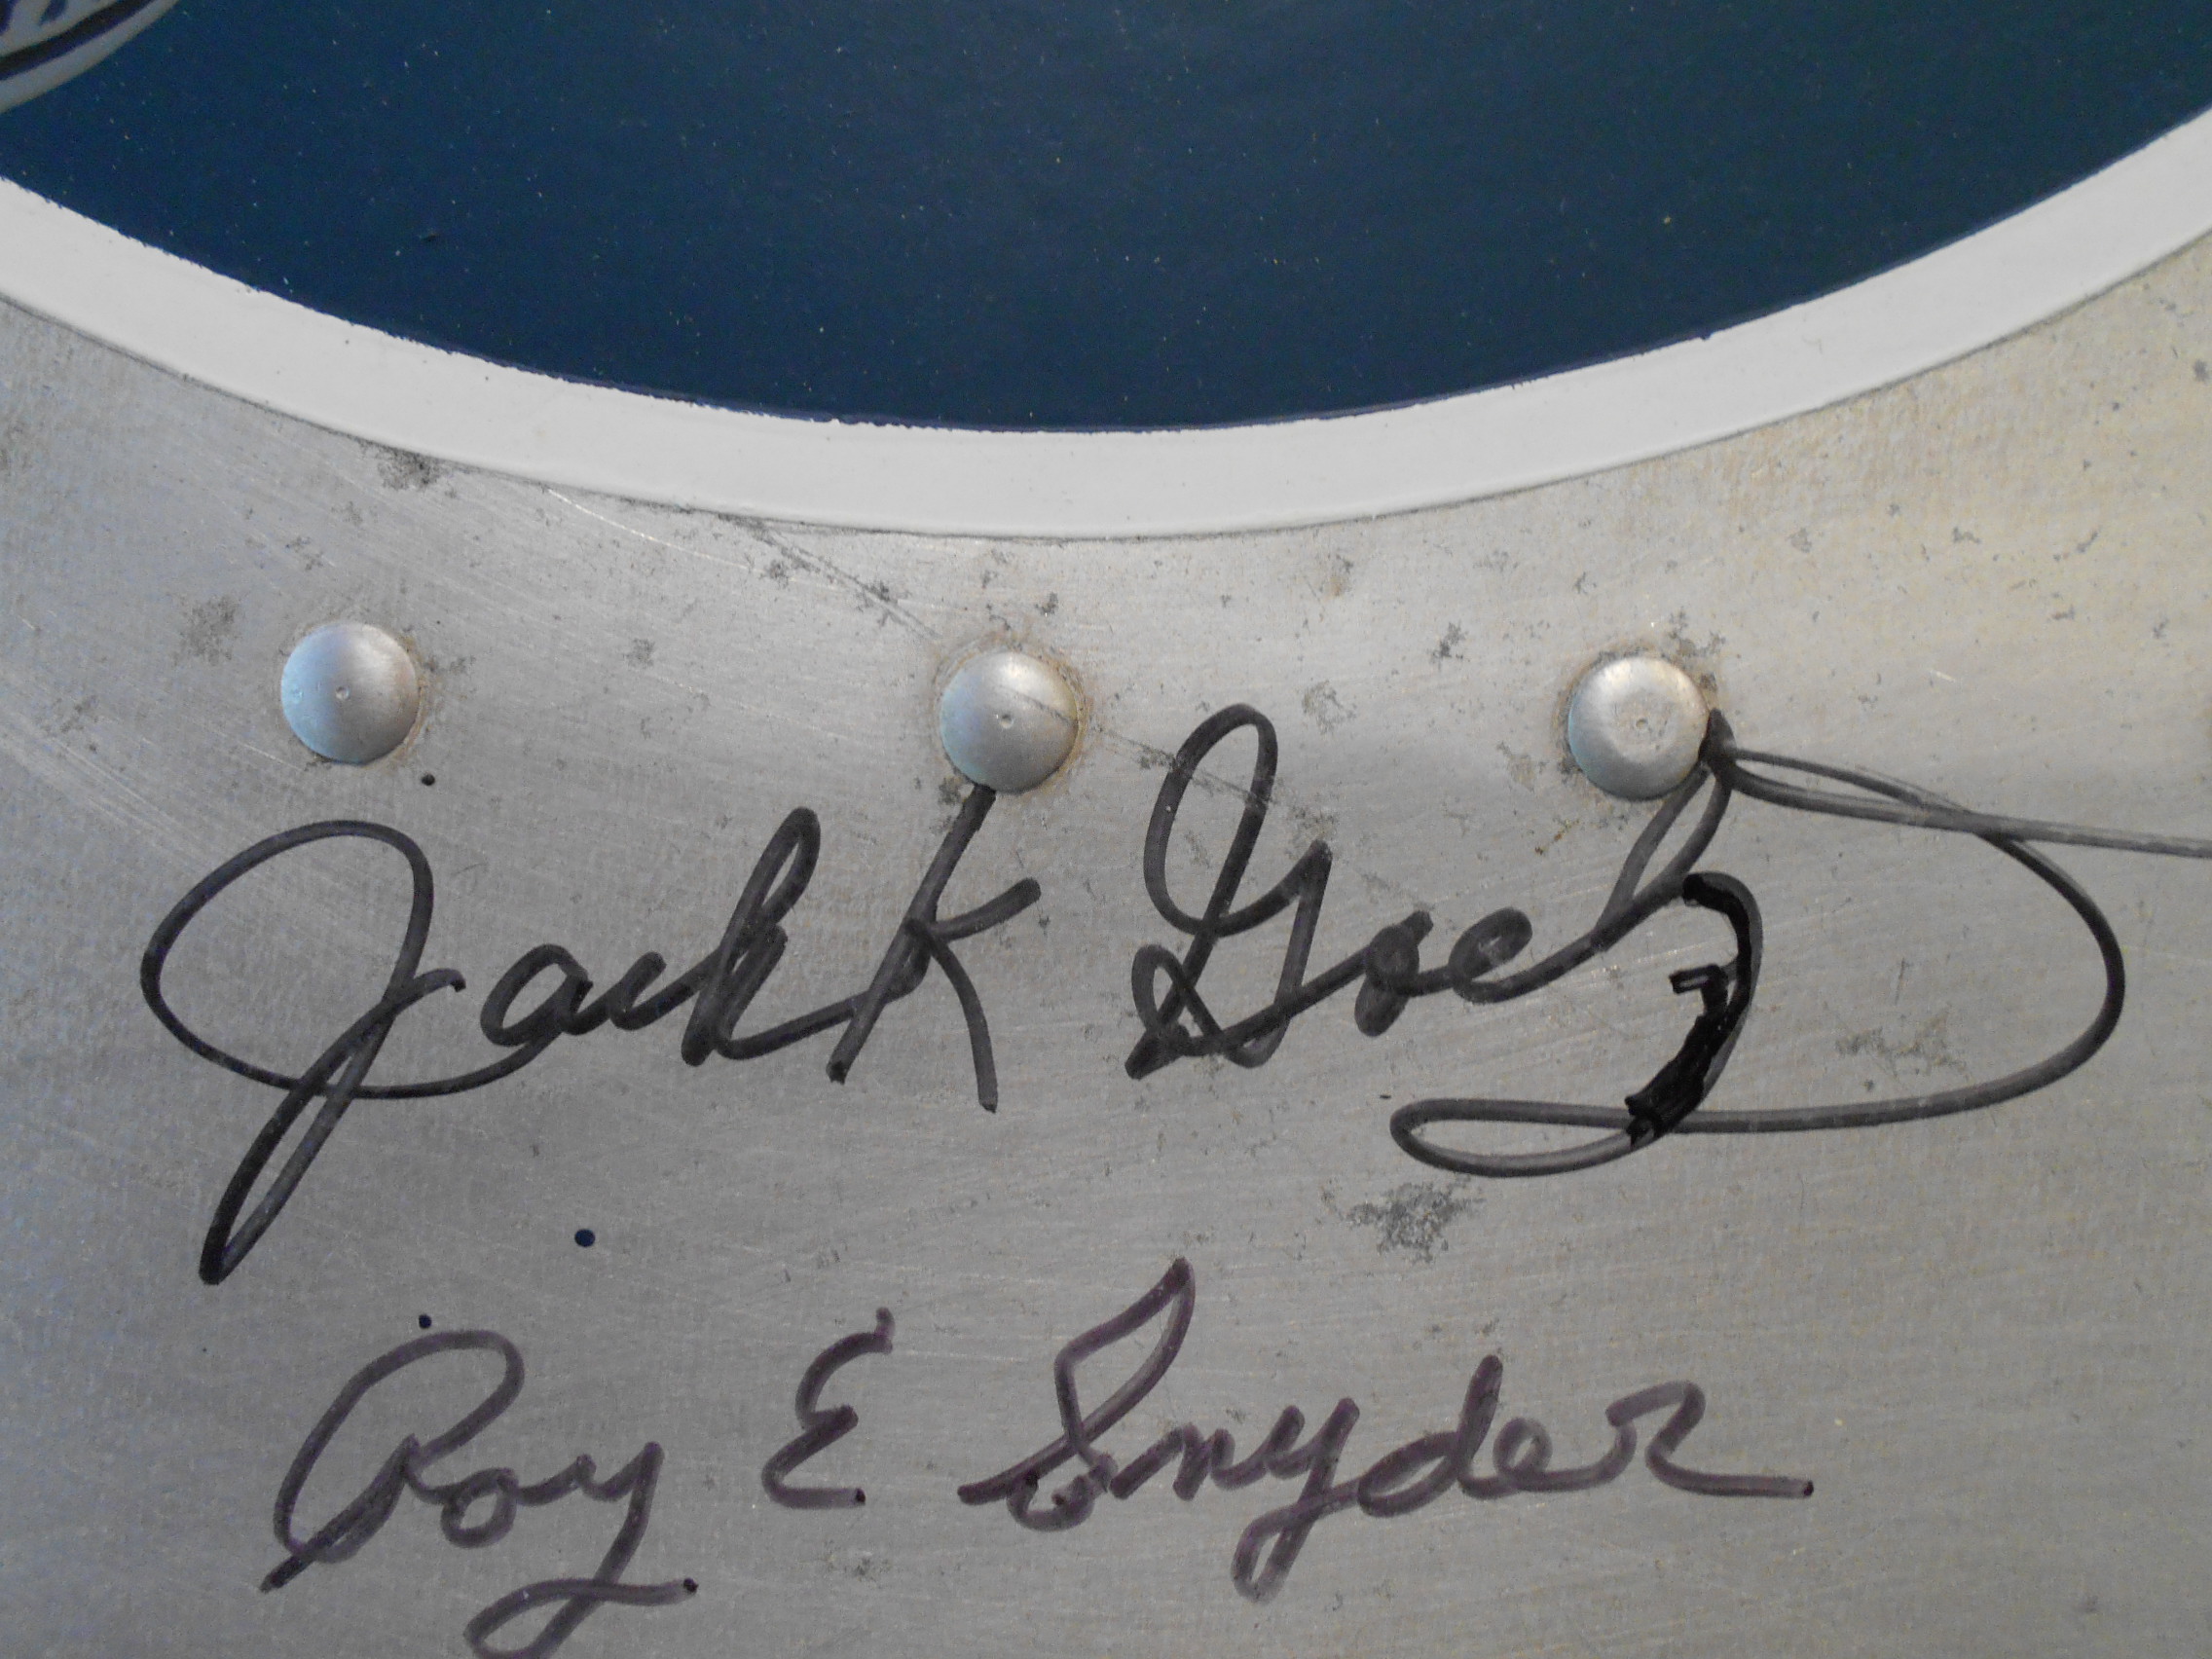 Jack K Goetz
Roy E Snyder